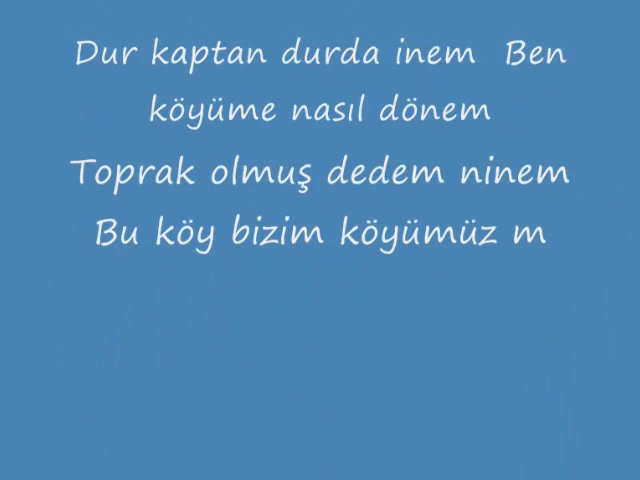 Dur kaptan durda inem Ben
köyüme nasıl dönem
Toprak olmuş dedem ninem
Bu köy bizim köyümüz m